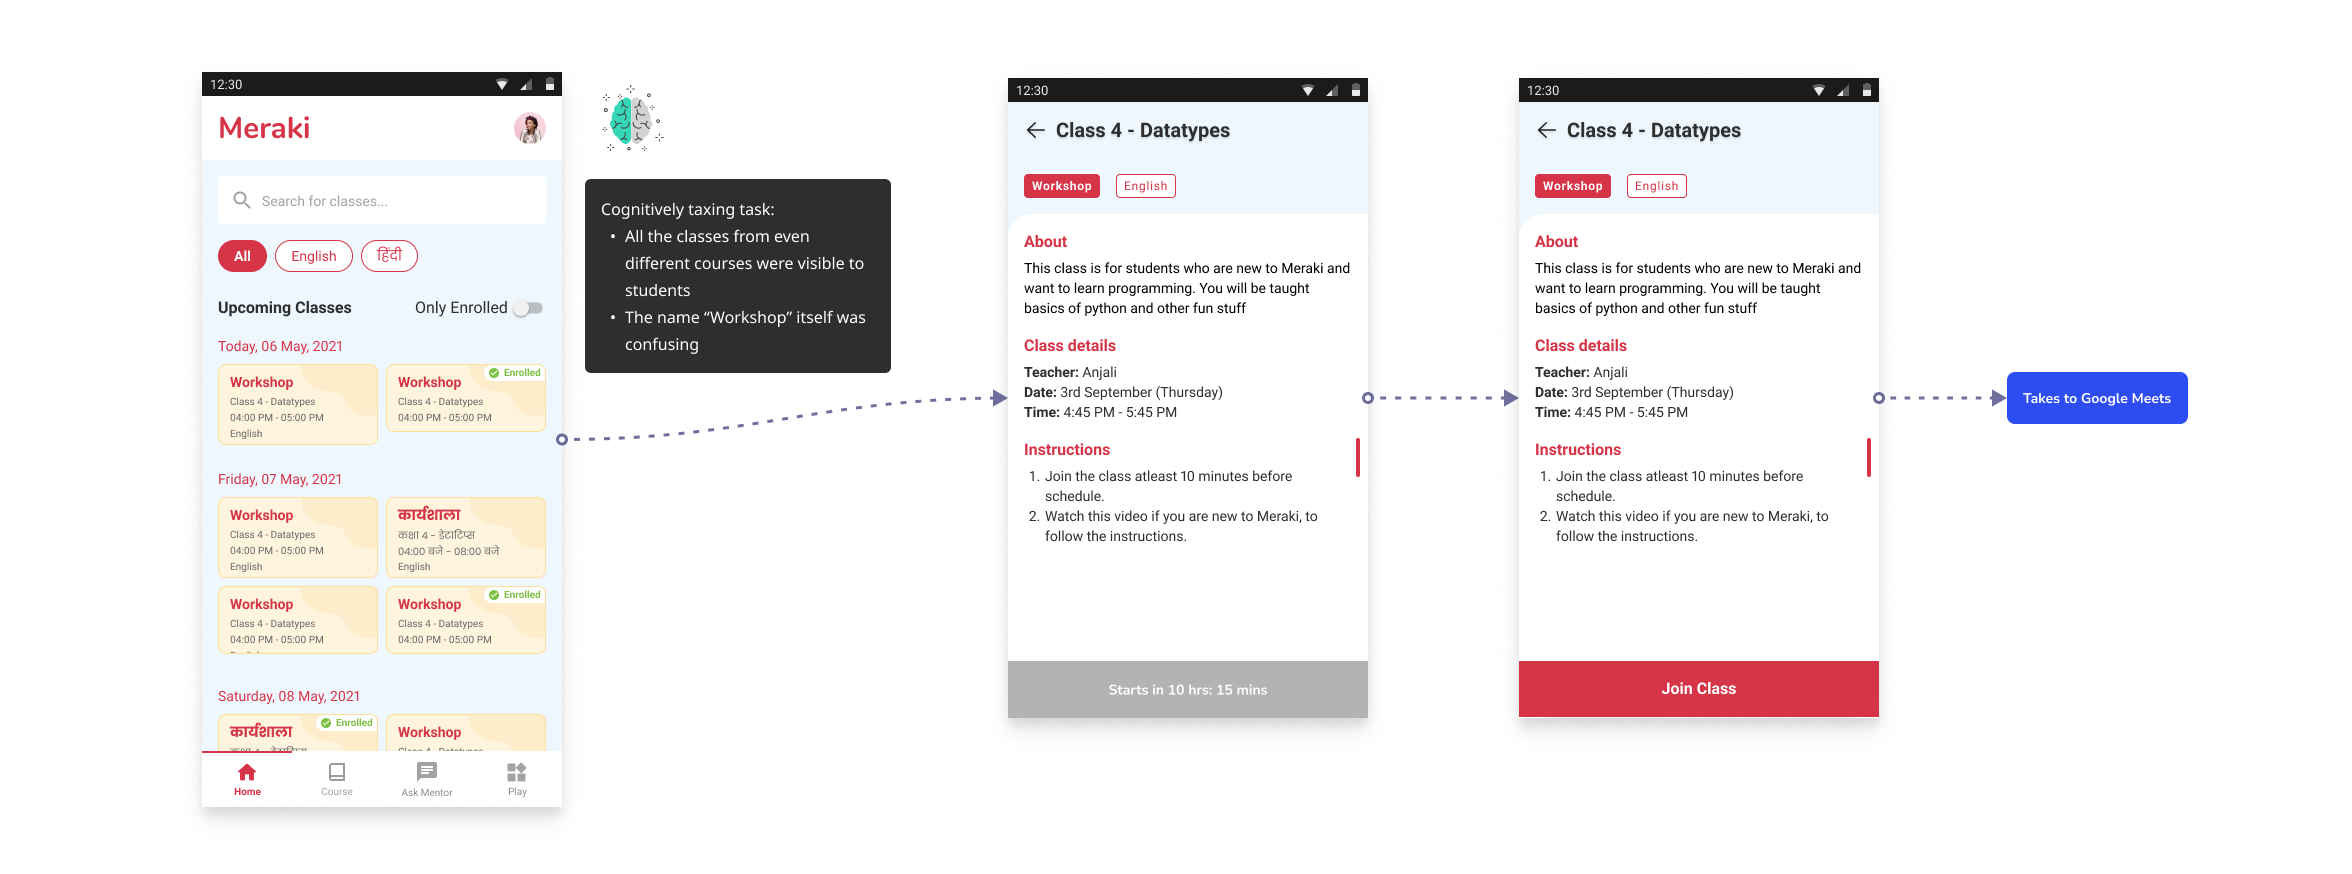 12:30
Meraki
Search for classes...
All
English
हिंदी
Upcoming Classes
Only Enrolled
Today, 06 May, 2021
Workshop
Class 4 - Datatypes
04:00 PM - 05:00 PM
English
Enrolled
Workshop
Class 4 - Datatypes
04:00 PM - 05:00 PM
Friday, 07 May, 2021
Workshop
Class 4 - Datatypes
04:00 PM - 05:00 PM
English
कार्यशाला
कक्षा 4 - डेटाटिप्स
04:00 बजे - 08:00 बजे
English
Workshop
Class 4 - Datatypes
04:00 PM - 05:00 PM
Enrolled
Workshop
Class 4 - Datatypes
04:00 PM - 05:00 PM
Saturday, 08 May, 2021
Enrolled
कार्यशाला
कक्षा 4 - डेटाटिप्स
Workshop
Class 4 - Datatypes
Home
Course
Ask Mentor
Play
Cognitively taxing task:
• All the classes from even
different courses were visible to
students
• The name “Workshop” itself was
confusing
12:30
Class 4 - Datatypes
Workshop
English
About
This class is for students who are new to Meraki and
want to learn programming. You will be taught
basics of python and other fun stuff
Class details
Teacher: Anjali
Date: 3rd September (Thursday)
Time: 4:45 PM - 5:45 PM
Instructions
1. Join the class atleast 10 minutes before
schedule.
2. Watch this video if you are new to Meraki, to
follow the instructions.
Starts in 10 hrs: 15 mins
12:30
Class 4 - Datatypes
Workshop
English
About
This class is for students who are new to Meraki and
want to learn programming. You will be taught
basics of python and other fun stuff
Class details
Teacher: Anjali
Date: 3rd September (Thursday)
Time: 4:45 PM - 5:45 PM
Instructions
1. Join the class atleast 10 minutes before
schedule.
2. Watch this video if you are new to Meraki, to
follow the instructions.
Join Class
Takes to Google Meets